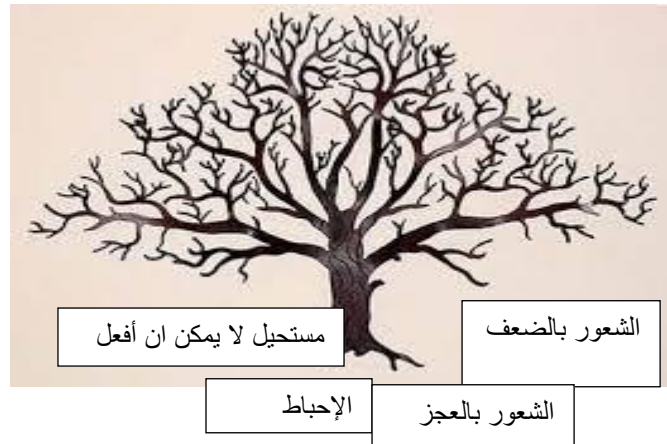 الشعور بالضعف
مستحيل لا يمكن ان أفعل
الشعور بالعجز
الإحباط